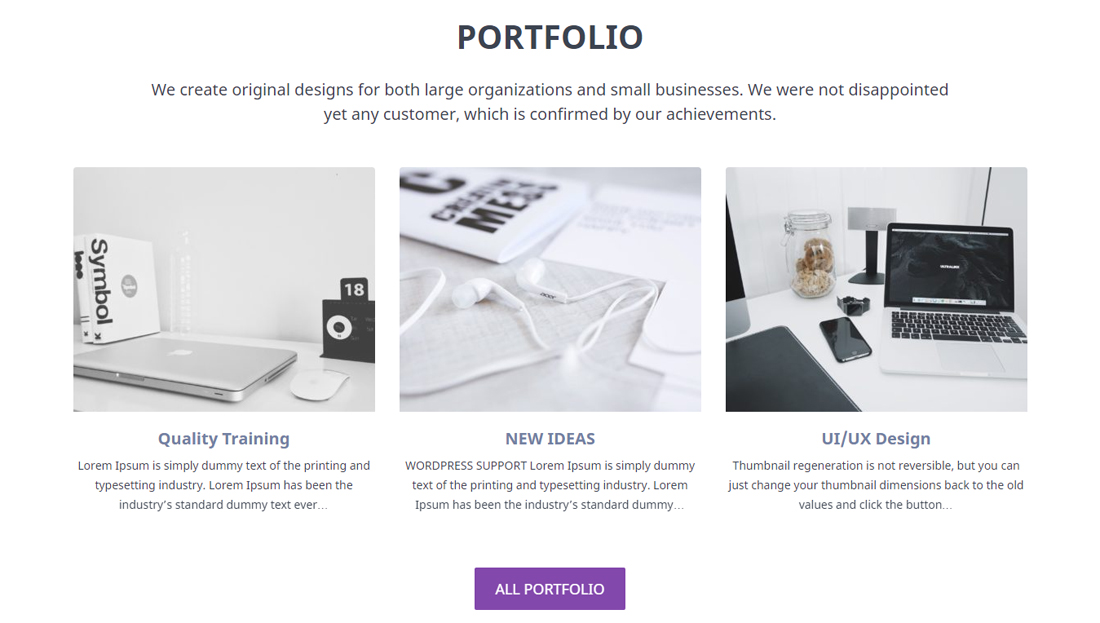 PORTFOLIO
We create original designs for both large organizations and small businesses. We were not disappointed
yet any customer, which is confirmed by our achievements.
Symbol
18
CREATIVE
MESS
Quality Training
Lorem Ipsum is simply dummy text of the printing and
typesetting industry. Lorem Ipsum has been the
industry’s standard dummy text ever…
NEW IDEAS
WORDPRESS SUPPORT Lorem Ipsum is simply dummy
text of the printing and typesetting industry. Lorem
Ipsum has been the industry’s standard dummy…
UI/UX Design
Thumbnail regeneration is not reversible, but you can
just change your thumbnail dimensions back to the old
values and click the button…
ALL PORTFOLIO